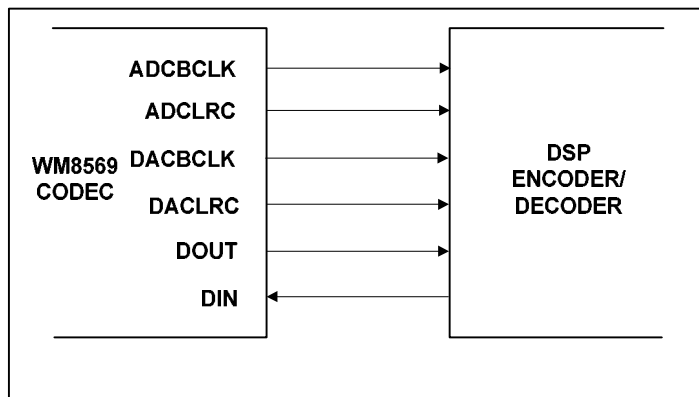 ADCBCLK
ADCLRC
WM8569
CODEC
DACBCLK
DACLRC
DOUT
DIN
DSP
ENCODER/
DECODER